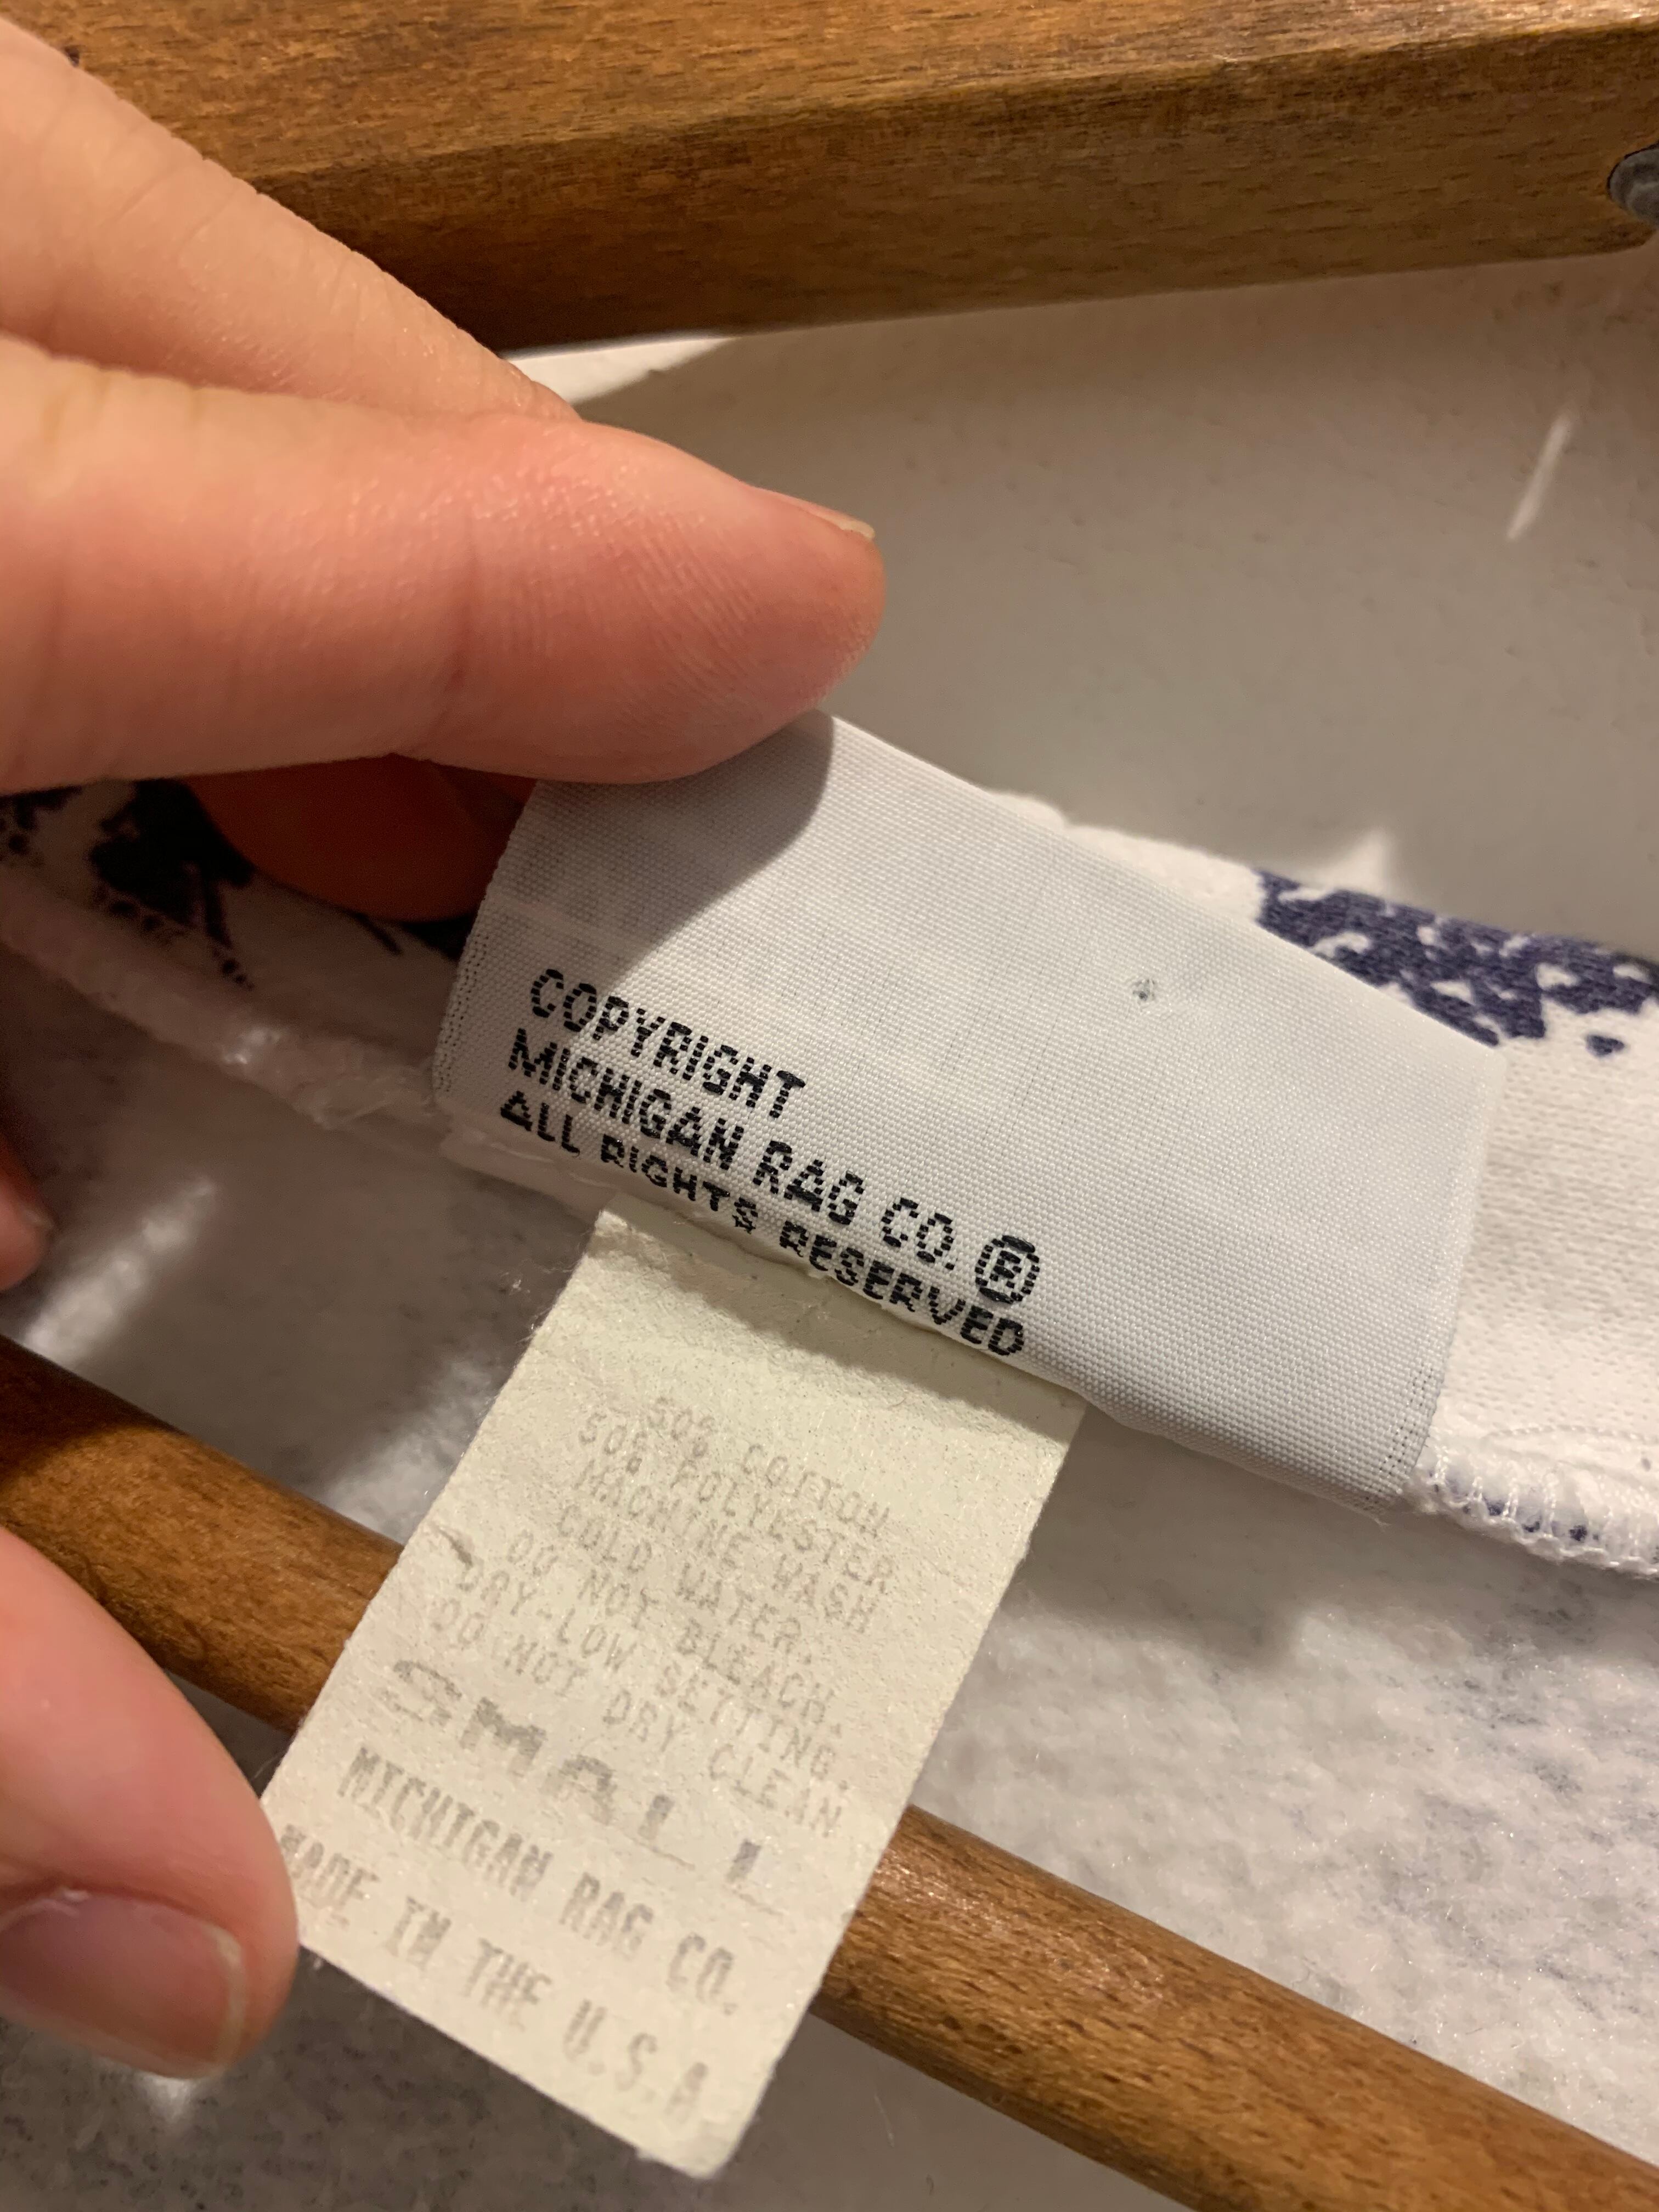 COPYRIGHT
MICHIGAN RAG CO. ®
ALL RIGHTS RESERVED
50% COTTON
50% POLYESTER
MACHINE WASH
COLD WATER.
DO NOT BLEACH.
DRY-LOW SETTING.
DO NOT DRY CLEAN
SMALL
MICHIGAN RAG CO.
MADE IN THE U.S.A